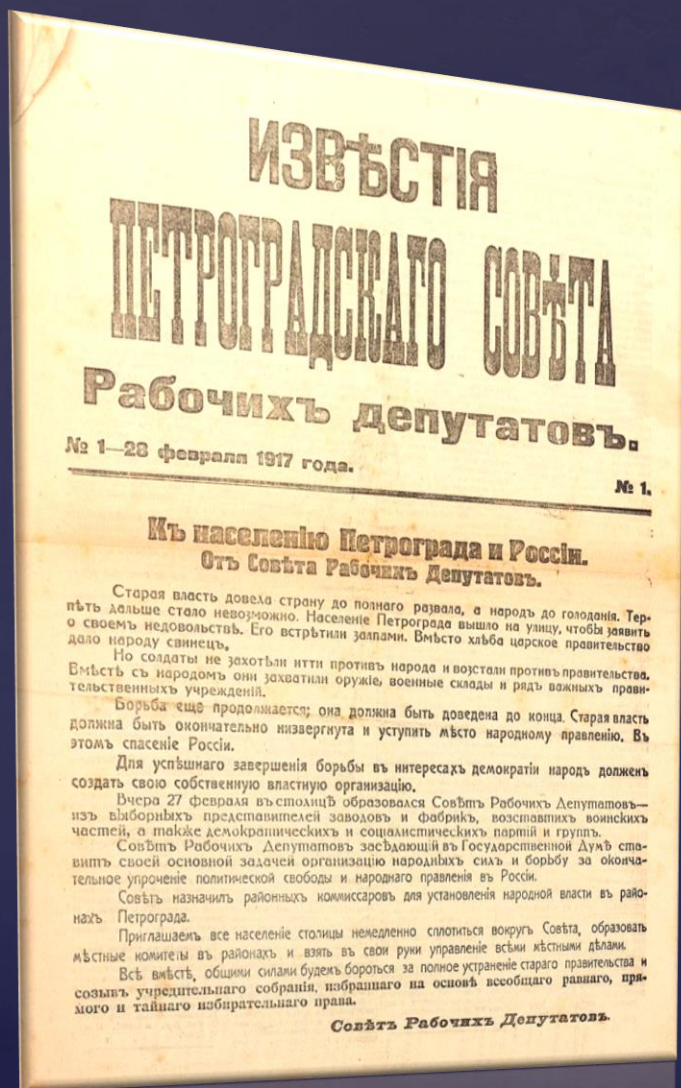 ИЗВѢСТІЯ
ПЕТРОГРАДСКАГО СОВѢТА
Рабочихъ депутатовъ.
№ 1—28 февраля 1917 года.
№ 1.
Къ населенію Петрограда и Россіи.
Отъ Совѣта Рабочихъ Депутатовъ.
Старая власть довела страну до полнаго развала, а народъ до голоданія. Тер-
пѣть дальше стало невозможно. Населеніе Петрограда вышло на улицу, чтобы заявить
о своемъ недовольствѣ. Его встрѣтили залпами. Вмѣсто хлѣба царское правительство
дало народу свинец.
Но солдаты не захотѣли итти противъ народа и возстали противъ правительства.
Вмѣстѣ съ народомъ они захватили оружіе, военные склады и рядъ важныхъ прави-
тельственныхъ учрежденій.
Борьба еще продолжается; она должна быть доведена до конца. Старая власть
должна быть окончательно низвергнута и уступить мѣсто народному правленію. Въ
этомъ спасеніе Россіи.
Для успѣшнаго завершенія борьбы въ интересахъ демократіи народъ долженъ
создать свою собственную властную организацію.
Вчера 27 февраля въ столицѣ образовался Совѣтъ Рабочихъ Депутатовъ—
изъ выборныхъ представителей заводовъ и фабрикъ, возставшихъ воинскихъ
частей, а также демократическихъ и соціалистическихъ партій и группъ.
Совѣтъ Рабочихъ Депутатовъ засѣдающій въ Государственной Думѣ ста-
витъ своей основной задачей организацію народныхъ силъ и борьбу за оконча-
тельное упроченіе политической свободы и народнаго правленія въ Россіи.
Совѣтъ назначилъ районныхъ коммиссаровъ для установленія народной власти въ райо-
нахъ Петрограда.
Приглашаемъ все населеніе столицы немедленно сплотиться вокругъ Совѣта, образовать
мѣстные комитеты въ районахъ и взять въ свои руки управленіе всѣми мѣстными дѣлами.
Всѣ вмѣстѣ, общими силами будемъ бороться за полное устраненіе стараго правительства и
созывъ учредительнаго собранія, избраннаго на основѣ всеобщаго равнаго, пря-
мого и тайнаго избирательнаго права.
Совѣтъ Рабочихъ Депутатовъ.